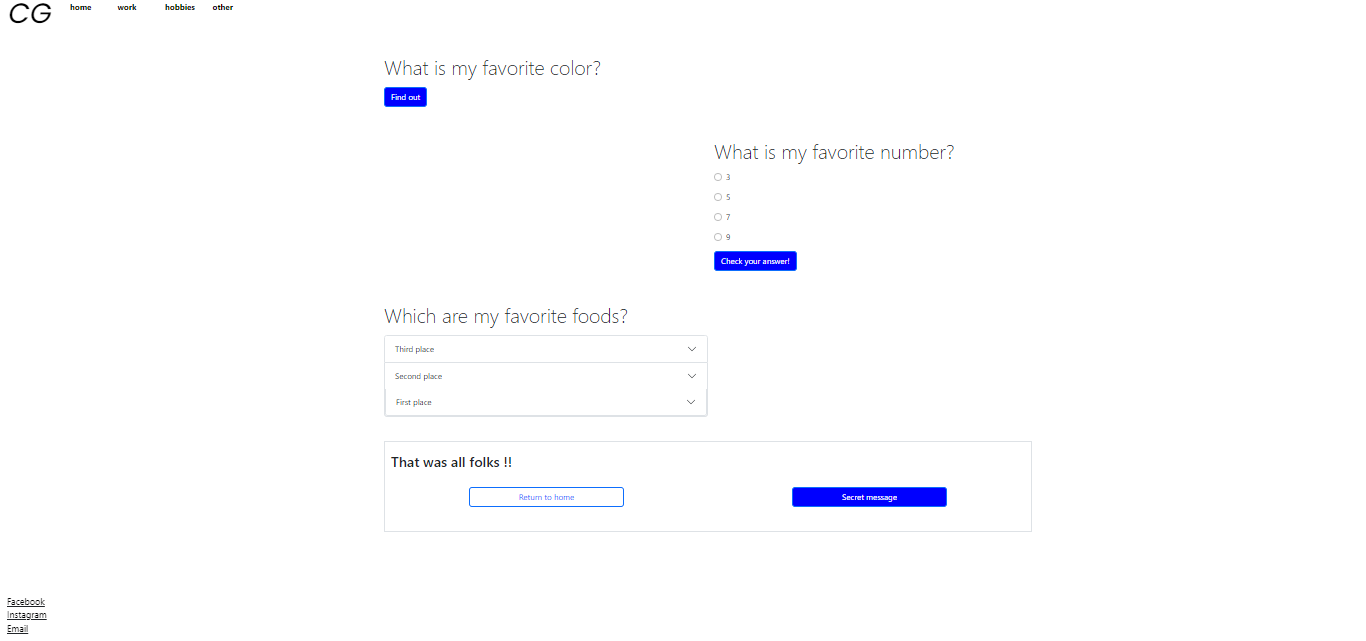 CG home work hobbies other
What is my favorite color?
Find out
What is my favorite number?
3
5
7
9
Check your answer!
Which are my favorite foods?
Third place
Second place
First place
That was all folks !!
Return to home Secret message
Facebook
Instagram
Email